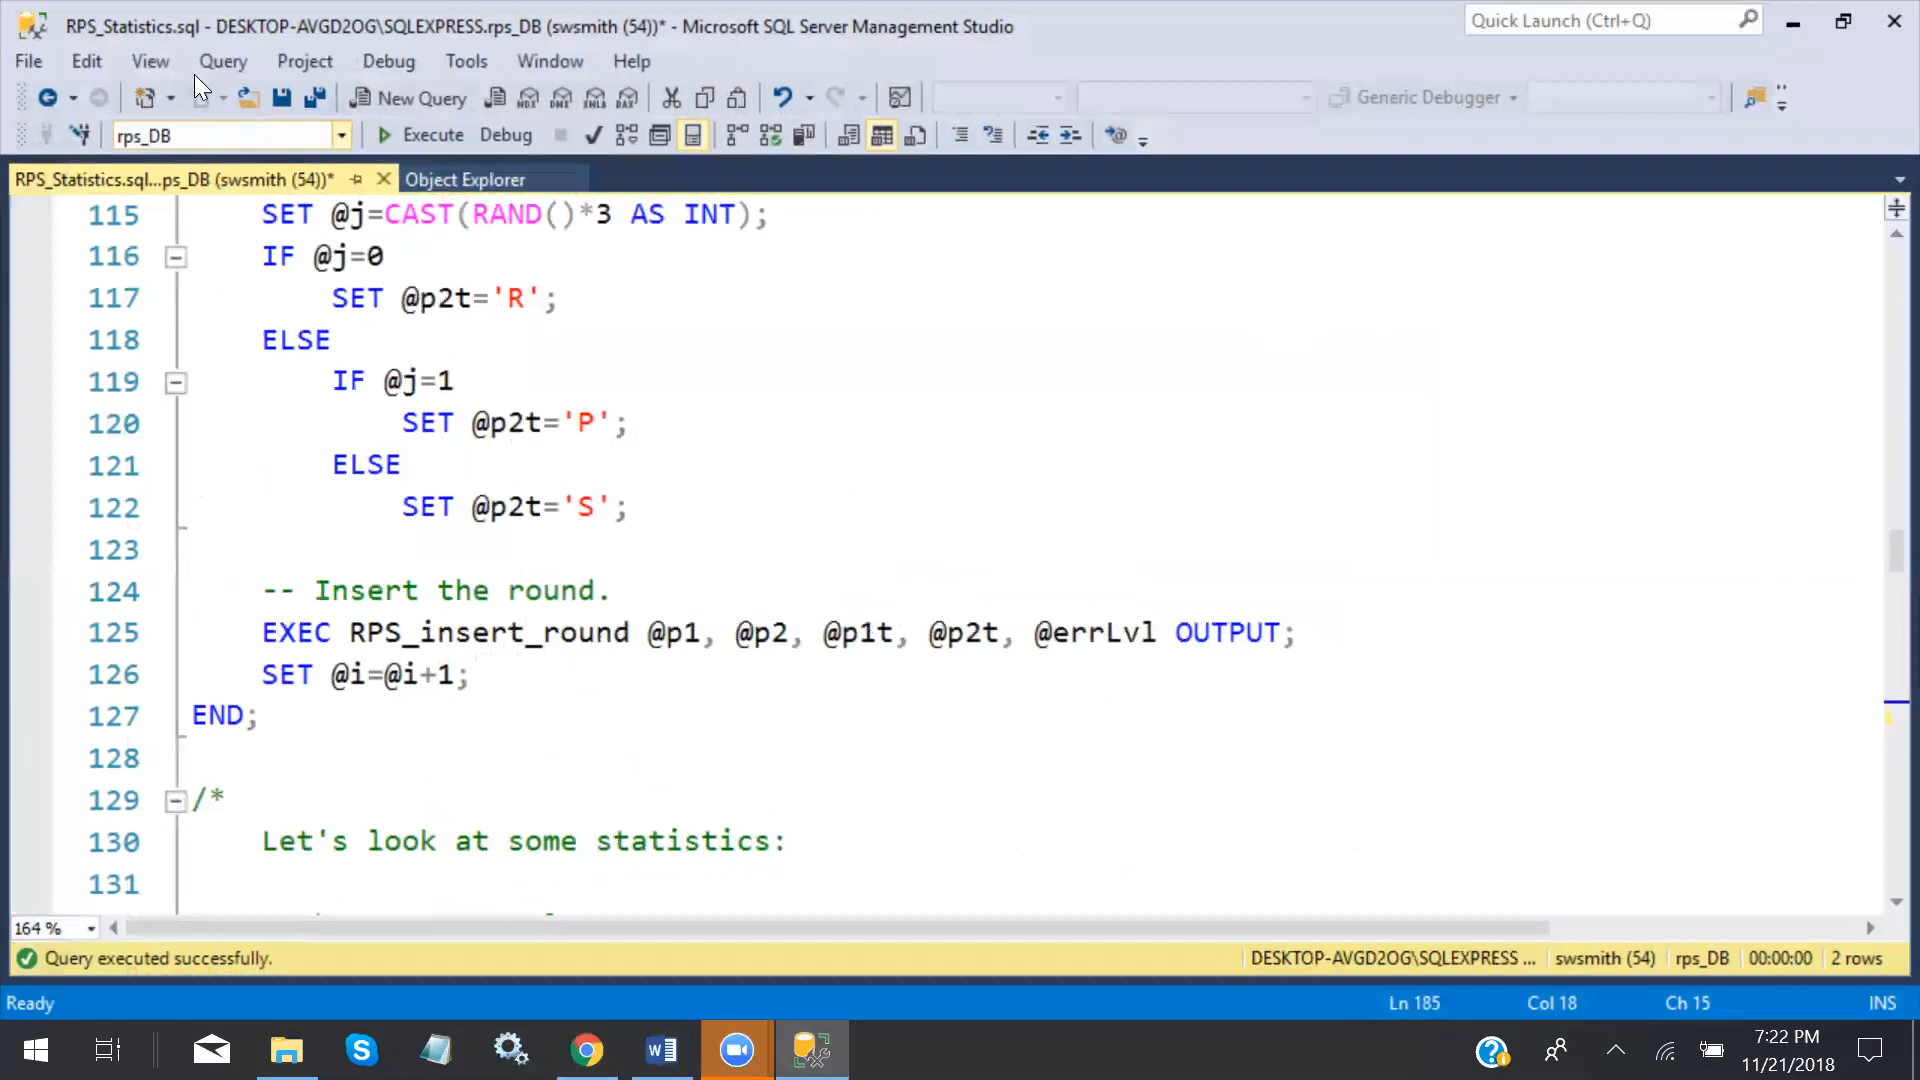 RPS_Statistics.sql - DESKTOP-AVGD2OG\SQLEXPRESS.rps_DB (swsmith (54))* - Microsoft SQL Server Management Studio
Quick Launch (Ctrl+Q)
File Edit View Query Project Debug Tools Window Help
New Query
MDX DMX XMLA DAX
Generic Debugger
rps_DB
Execute Debug
RPS_Statistics.sql...ps_DB (swsmith (54))*
Object Explorer
115 SET @j=CAST(RAND()*3 AS INT);
116 IF @j=0
117 SET @p2t='R';
118 ELSE
119 IF @j=1
120 SET @p2t='P';
121 ELSE
122 SET @p2t='S';
123
124 -- Insert the round.
125 EXEC RPS_insert_round @p1, @p2, @p1t, @p2t, @errLvl OUTPUT;
126 SET @i=@i+1;
127 END;
128
129 /*
130 Let's look at some statistics:
131
164 %
Query executed successfully.
DESKTOP-AVGD2OG\SQLEXPRESS ... swsmith (54) rps_DB 00:00:00 2 rows
Ready
Ln 185 Col 18 Ch 15 INS
7:22 PM
11/21/2018